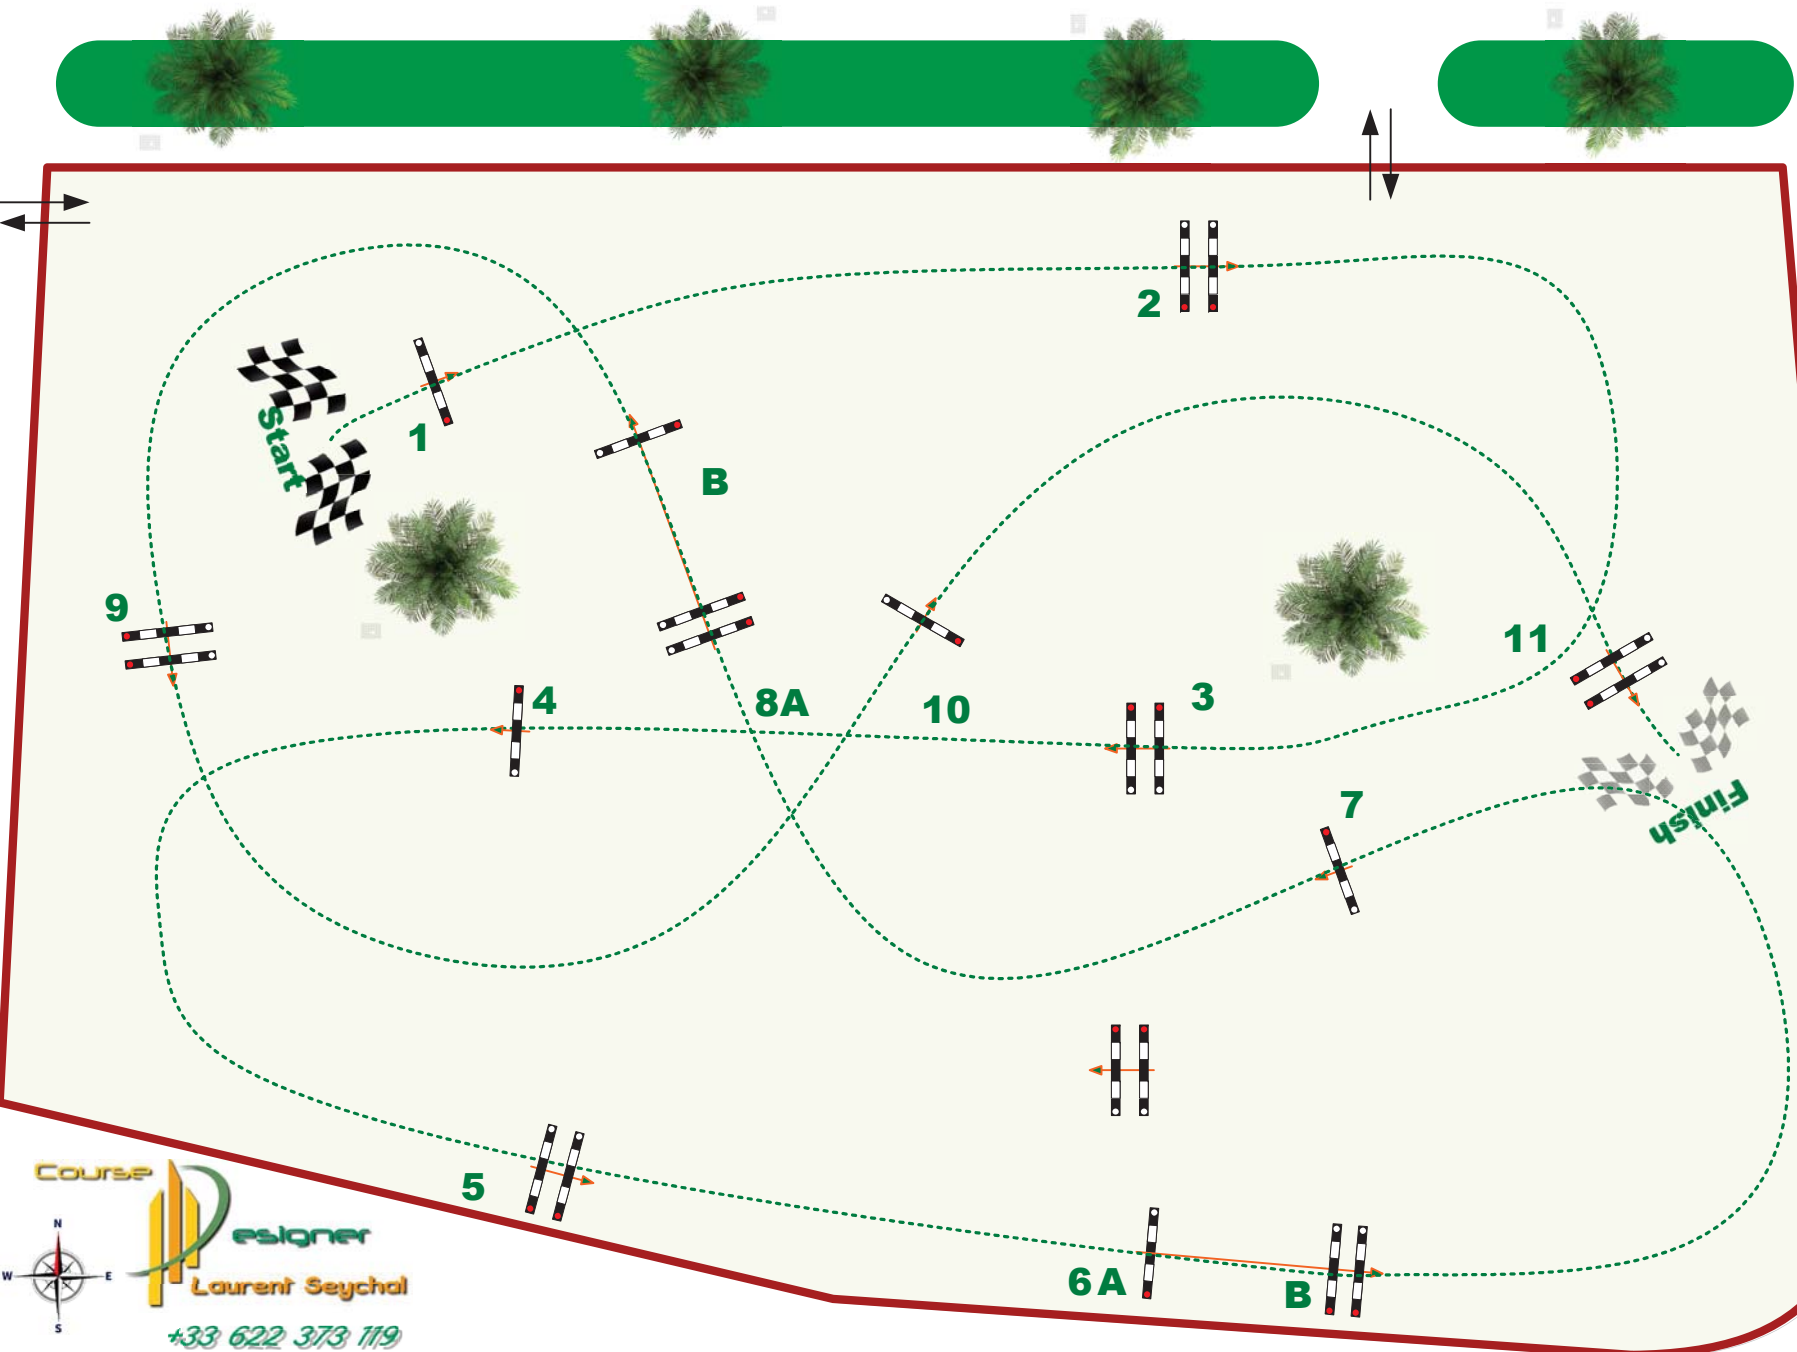 2
1
Start
B
9
11
4
8A
10
3
7
Finish
5
6A
B
Course
Designer
Laurent Seychal
+33 622 373 119
N
W
E
S